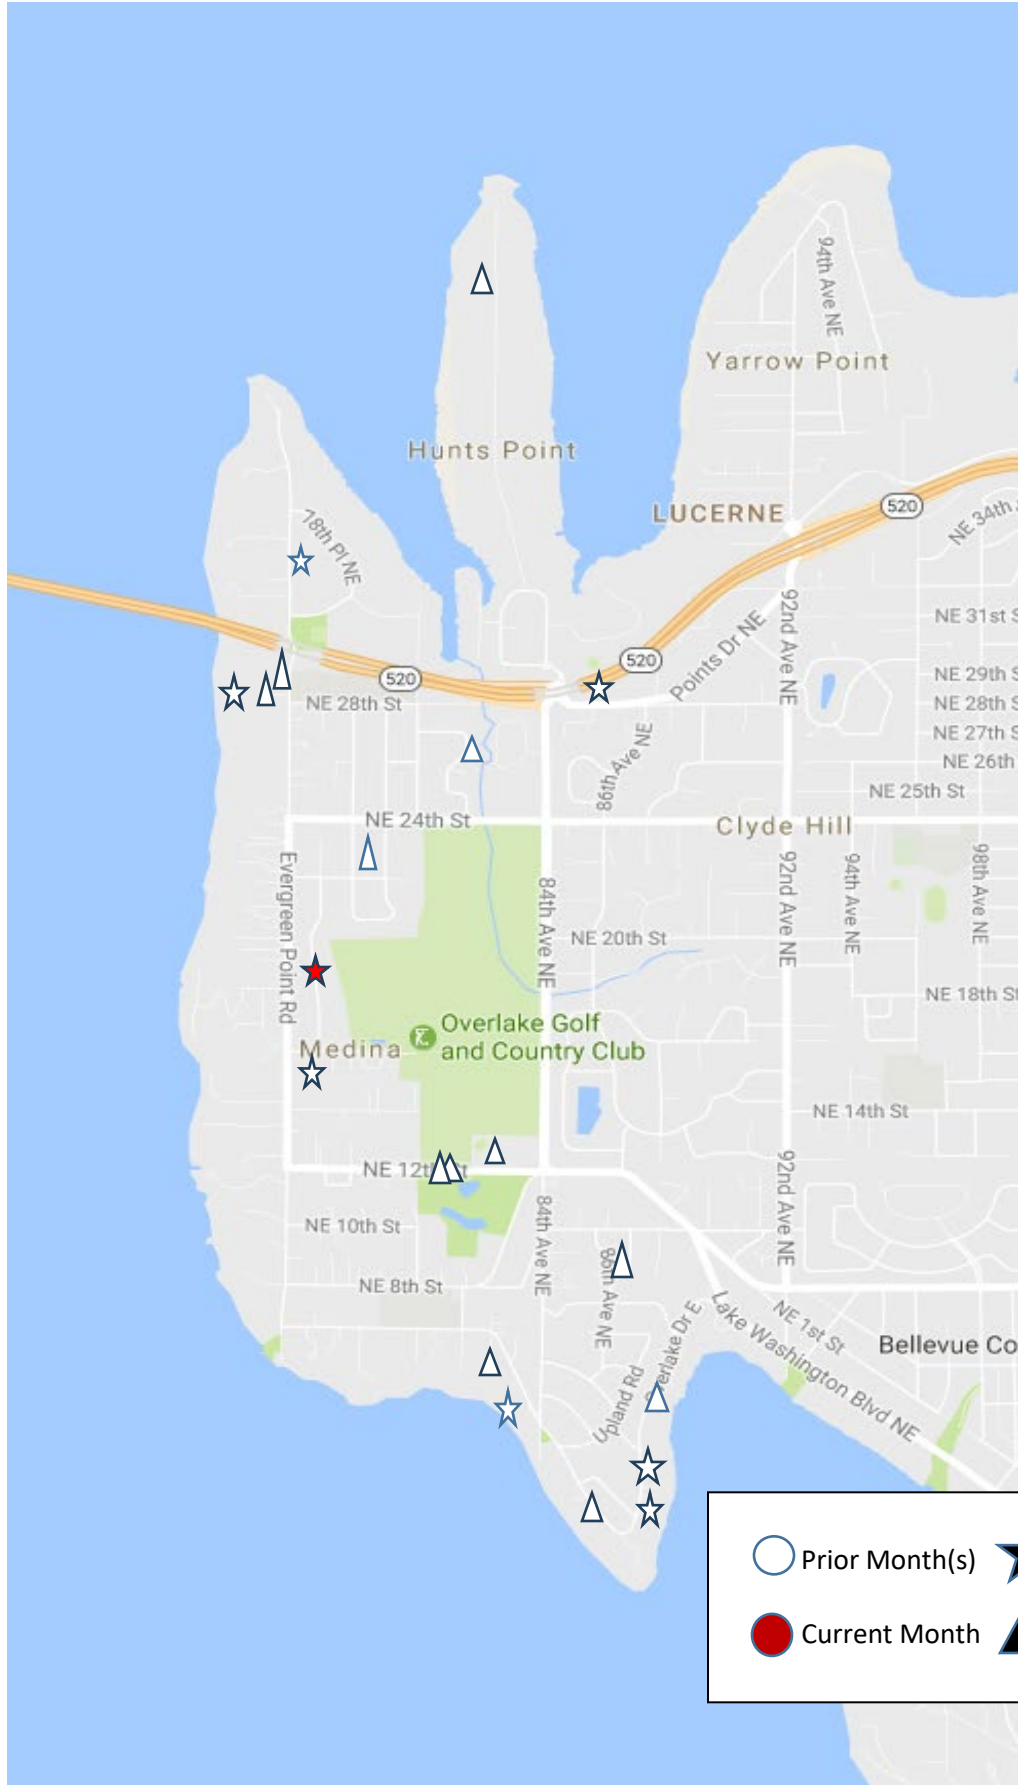 94th Ave NE
Yarrow Point
Hunts Point
LUCERNE
520
NE 34th
78th Pl NE
92nd Ave NE
NE 31st S
Points Dr NE
520
520
NE 29th S
NE 28th St
NE 28th S
NE 27th S
86th Ave NE
NE 26th
NE 25th St
NE 24th St
Clyde Hill
Evergreen Point Rd
84th Ave NE
92nd Ave NE
94th Ave NE
98th Ave NE
NE 20th St
NE 18th St
Overlake Golf
and Country Club
Medina
NE 14th St
NE 12th St
92nd Ave NE
84th Ave NE
NE 10th St
86th Ave NE
NE 8th St
NE 1st St
Lake Washington Blvd NE
Overlake Dr E
Upland Rd
Bellevue Co
Prior Month(s)
Current Month